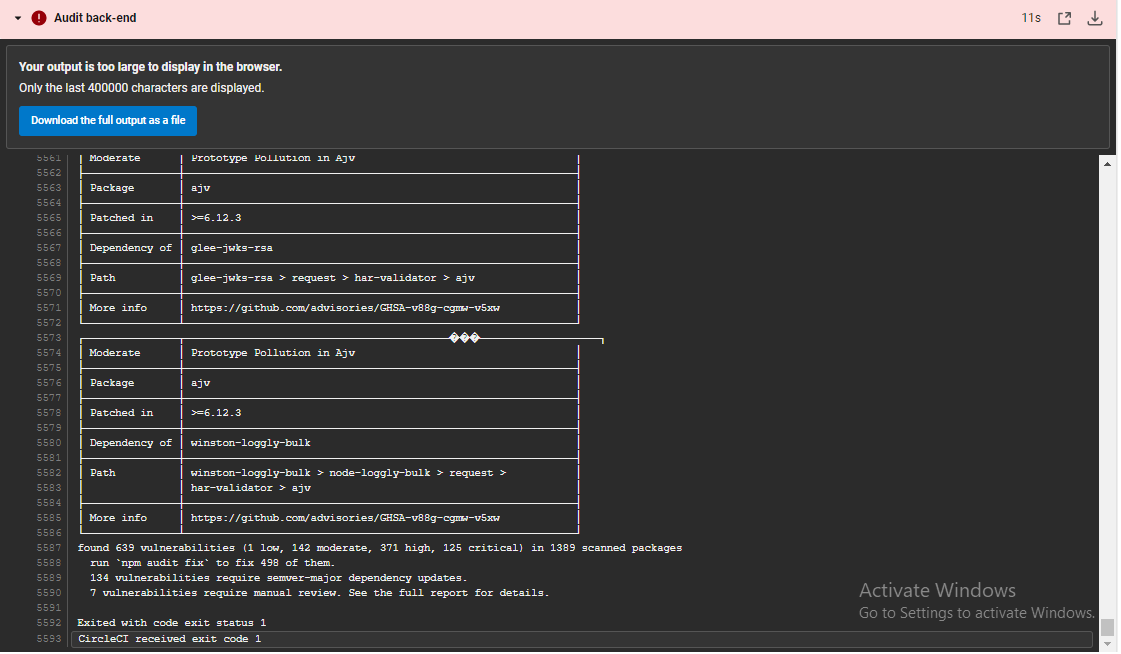 Audit back-end
11s
Your output is too large to display in the browser.
Only the last 400000 characters are displayed.
Download the full output as a file
5561 Moderate Prototype Pollution in Ajv
5562
5563 Package ajv
5564
5565 Patched in >=6.12.3
5566
5567 Dependency of glee-jwks-rsa
5568
5569 Path glee-jwks-rsa > request > har-validator > ajv
5570
5571 More info https://github.com/advisories/GHSA-v88g-cgmw-v5xw
5572
5573 ���
5574 Moderate Prototype Pollution in Ajv
5575
5576 Package ajv
5577
5578 Patched in >=6.12.3
5579
5580 Dependency of winston-loggly-bulk
5581
5582 Path winston-loggly-bulk > node-loggly-bulk > request >
5583 har-validator > ajv
5584
5585 More info https://github.com/advisories/GHSA-v88g-cgmw-v5xw
5586
5587 found 639 vulnerabilities (1 low, 142 moderate, 371 high, 125 critical) in 1389 scanned packages
5588 run `npm audit fix` to fix 498 of them.
5589 134 vulnerabilities require semver-major dependency updates.
5590 7 vulnerabilities require manual review. See the full report for details.
5591
5592 Exited with code exit status 1
5593 CircleCI received exit code 1
Activate Windows
Go to Settings to activate Windows.